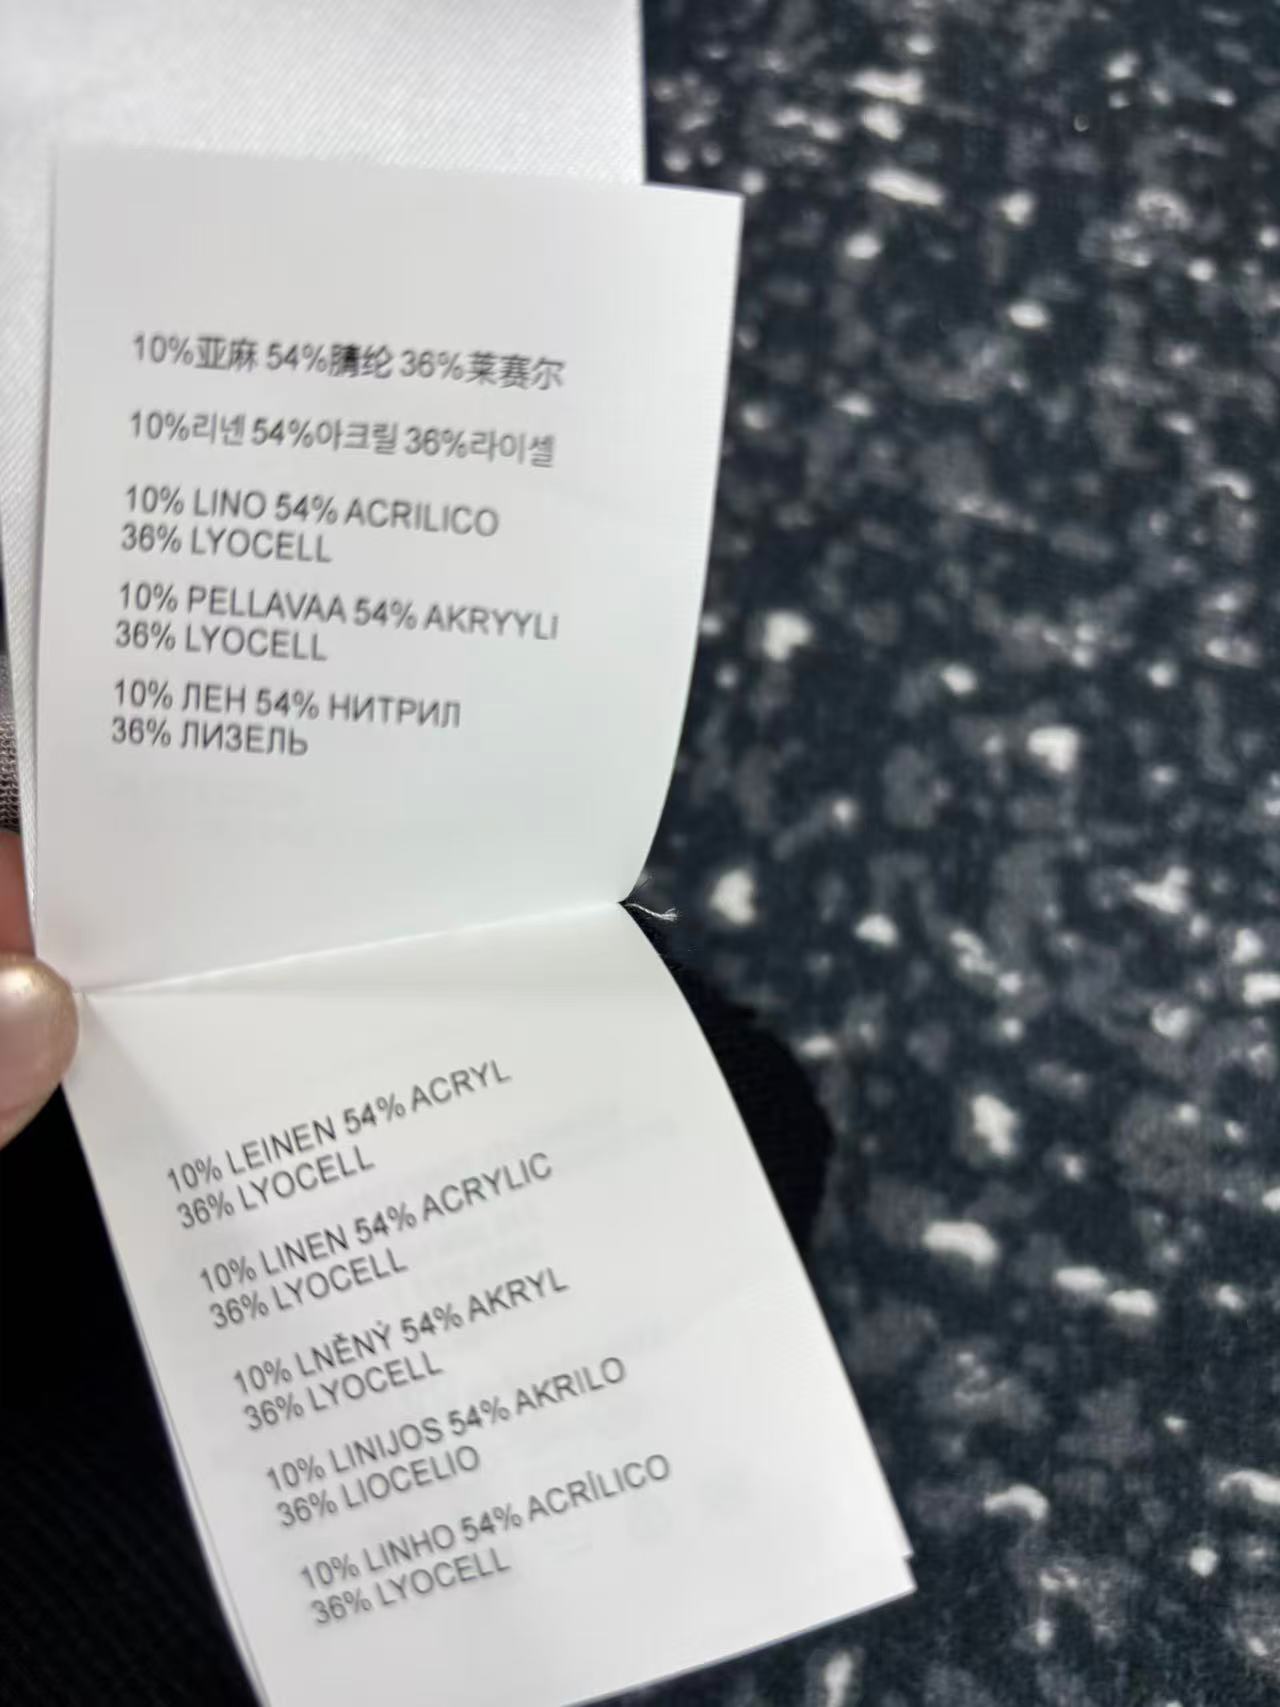 10%亚麻 54%腈纶 36%莱赛尔
10%리넨 54%아크릴 36%라이셀
10% LINO 54% ACRILICO
36% LYOCELL
10% PELLAVAA 54% AKRYYLI
36% LYOCELL
10% ЛЕН 54% НИТРИЛ
36% ЛИЗЕЛЬ
10% LEINEN 54% ACRYL
36% LYOCELL
10% LINEN 54% ACRYLIC
36% LYOCELL
10% LNĚNÝ 54% AKRYL
36% LYOCELL
10% LINIJOS 54% AKRILO
36% LIOCELIO
10% LINHO 54% ACRÍLICO
36% LYOCELL